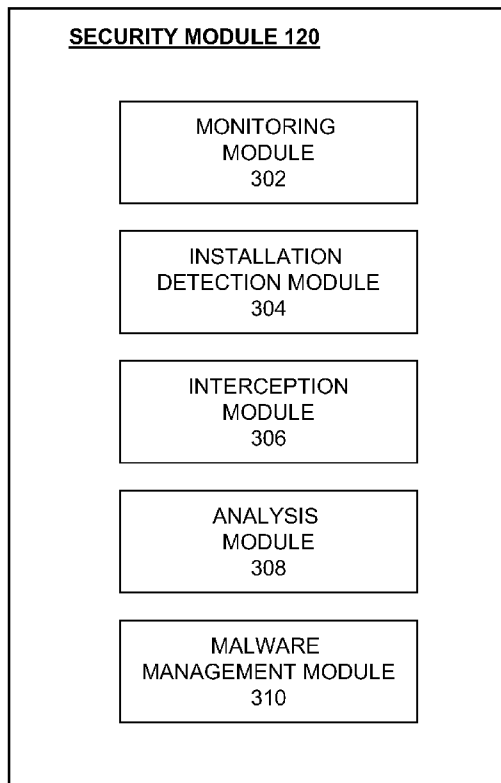 SECURITY MODULE 120
MONITORING
MODULE
302
INSTALLATION
DETECTION MODULE
304
INTERCEPTION
MODULE
306
ANALYSIS
MODULE
308
MALWARE
MANAGEMENT MODULE
310